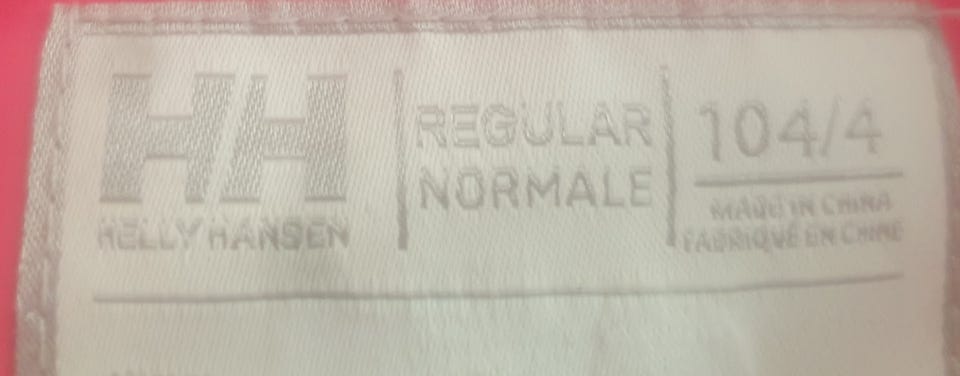 HH
HELLY HANSEN
REGULAR
NORMALE
104/4
MADE IN CHINA
FABRIQUÉ EN CHINE